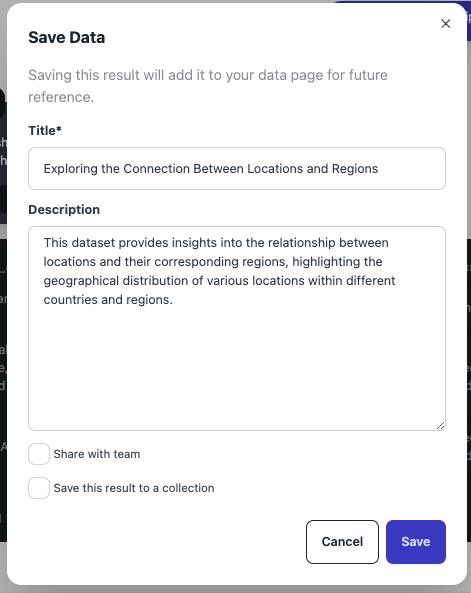 Save Data
Saving this result will add it to your data page for future
reference.
Title*
Exploring the Connection Between Locations and Regions
Description
This dataset provides insights into the relationship between
locations and their corresponding regions, highlighting the
geographical distribution of various locations within different
countries and regions.
Share with team
Save this result to a collection
Cancel
Save